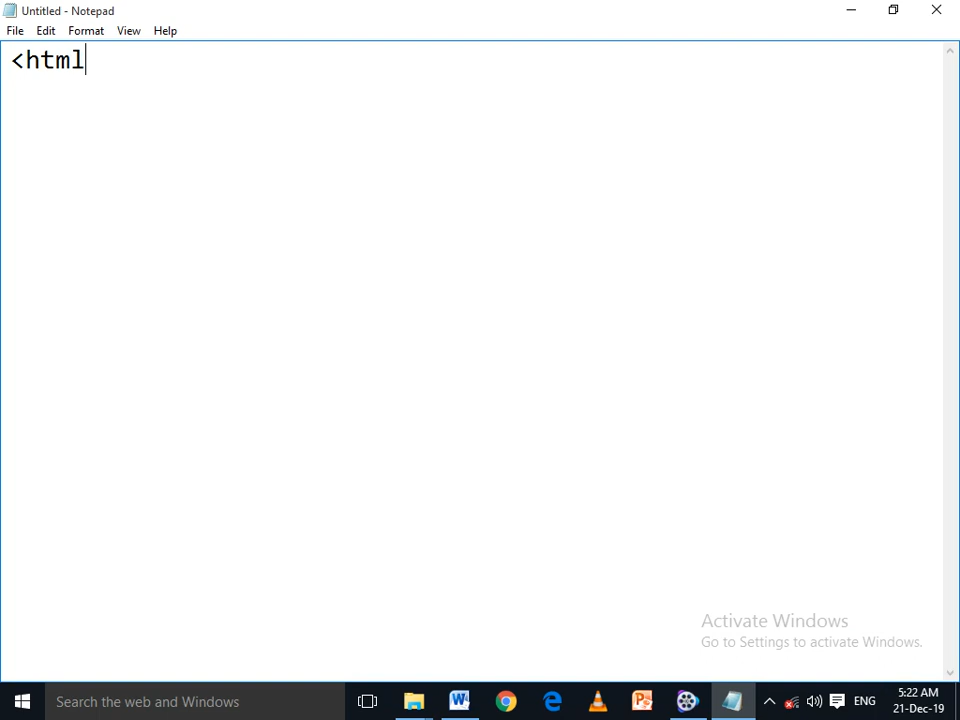 Untitled - Notepad
File Edit Format View Help
<html
Activate Windows
Go to Settings to activate Windows.
Search the web and Windows
ENG
5:22 AM
21-Dec-19